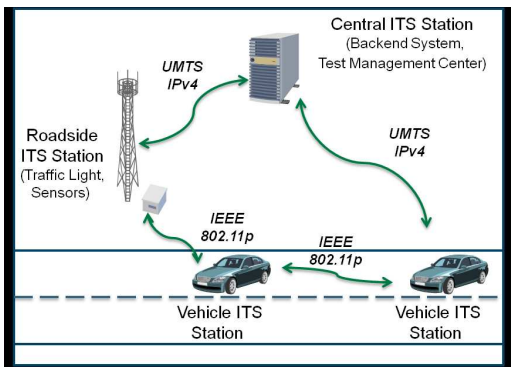 Central ITS Station
(Backend System,
Test Management Center)
UMTS
IPv4
Roadside
ITS Station
(Traffic Light,
Sensors)
UMTS
IPv4
IEEE
802.11p
IEEE
802.11p
Vehicle ITS
Station
Vehicle ITS
Station